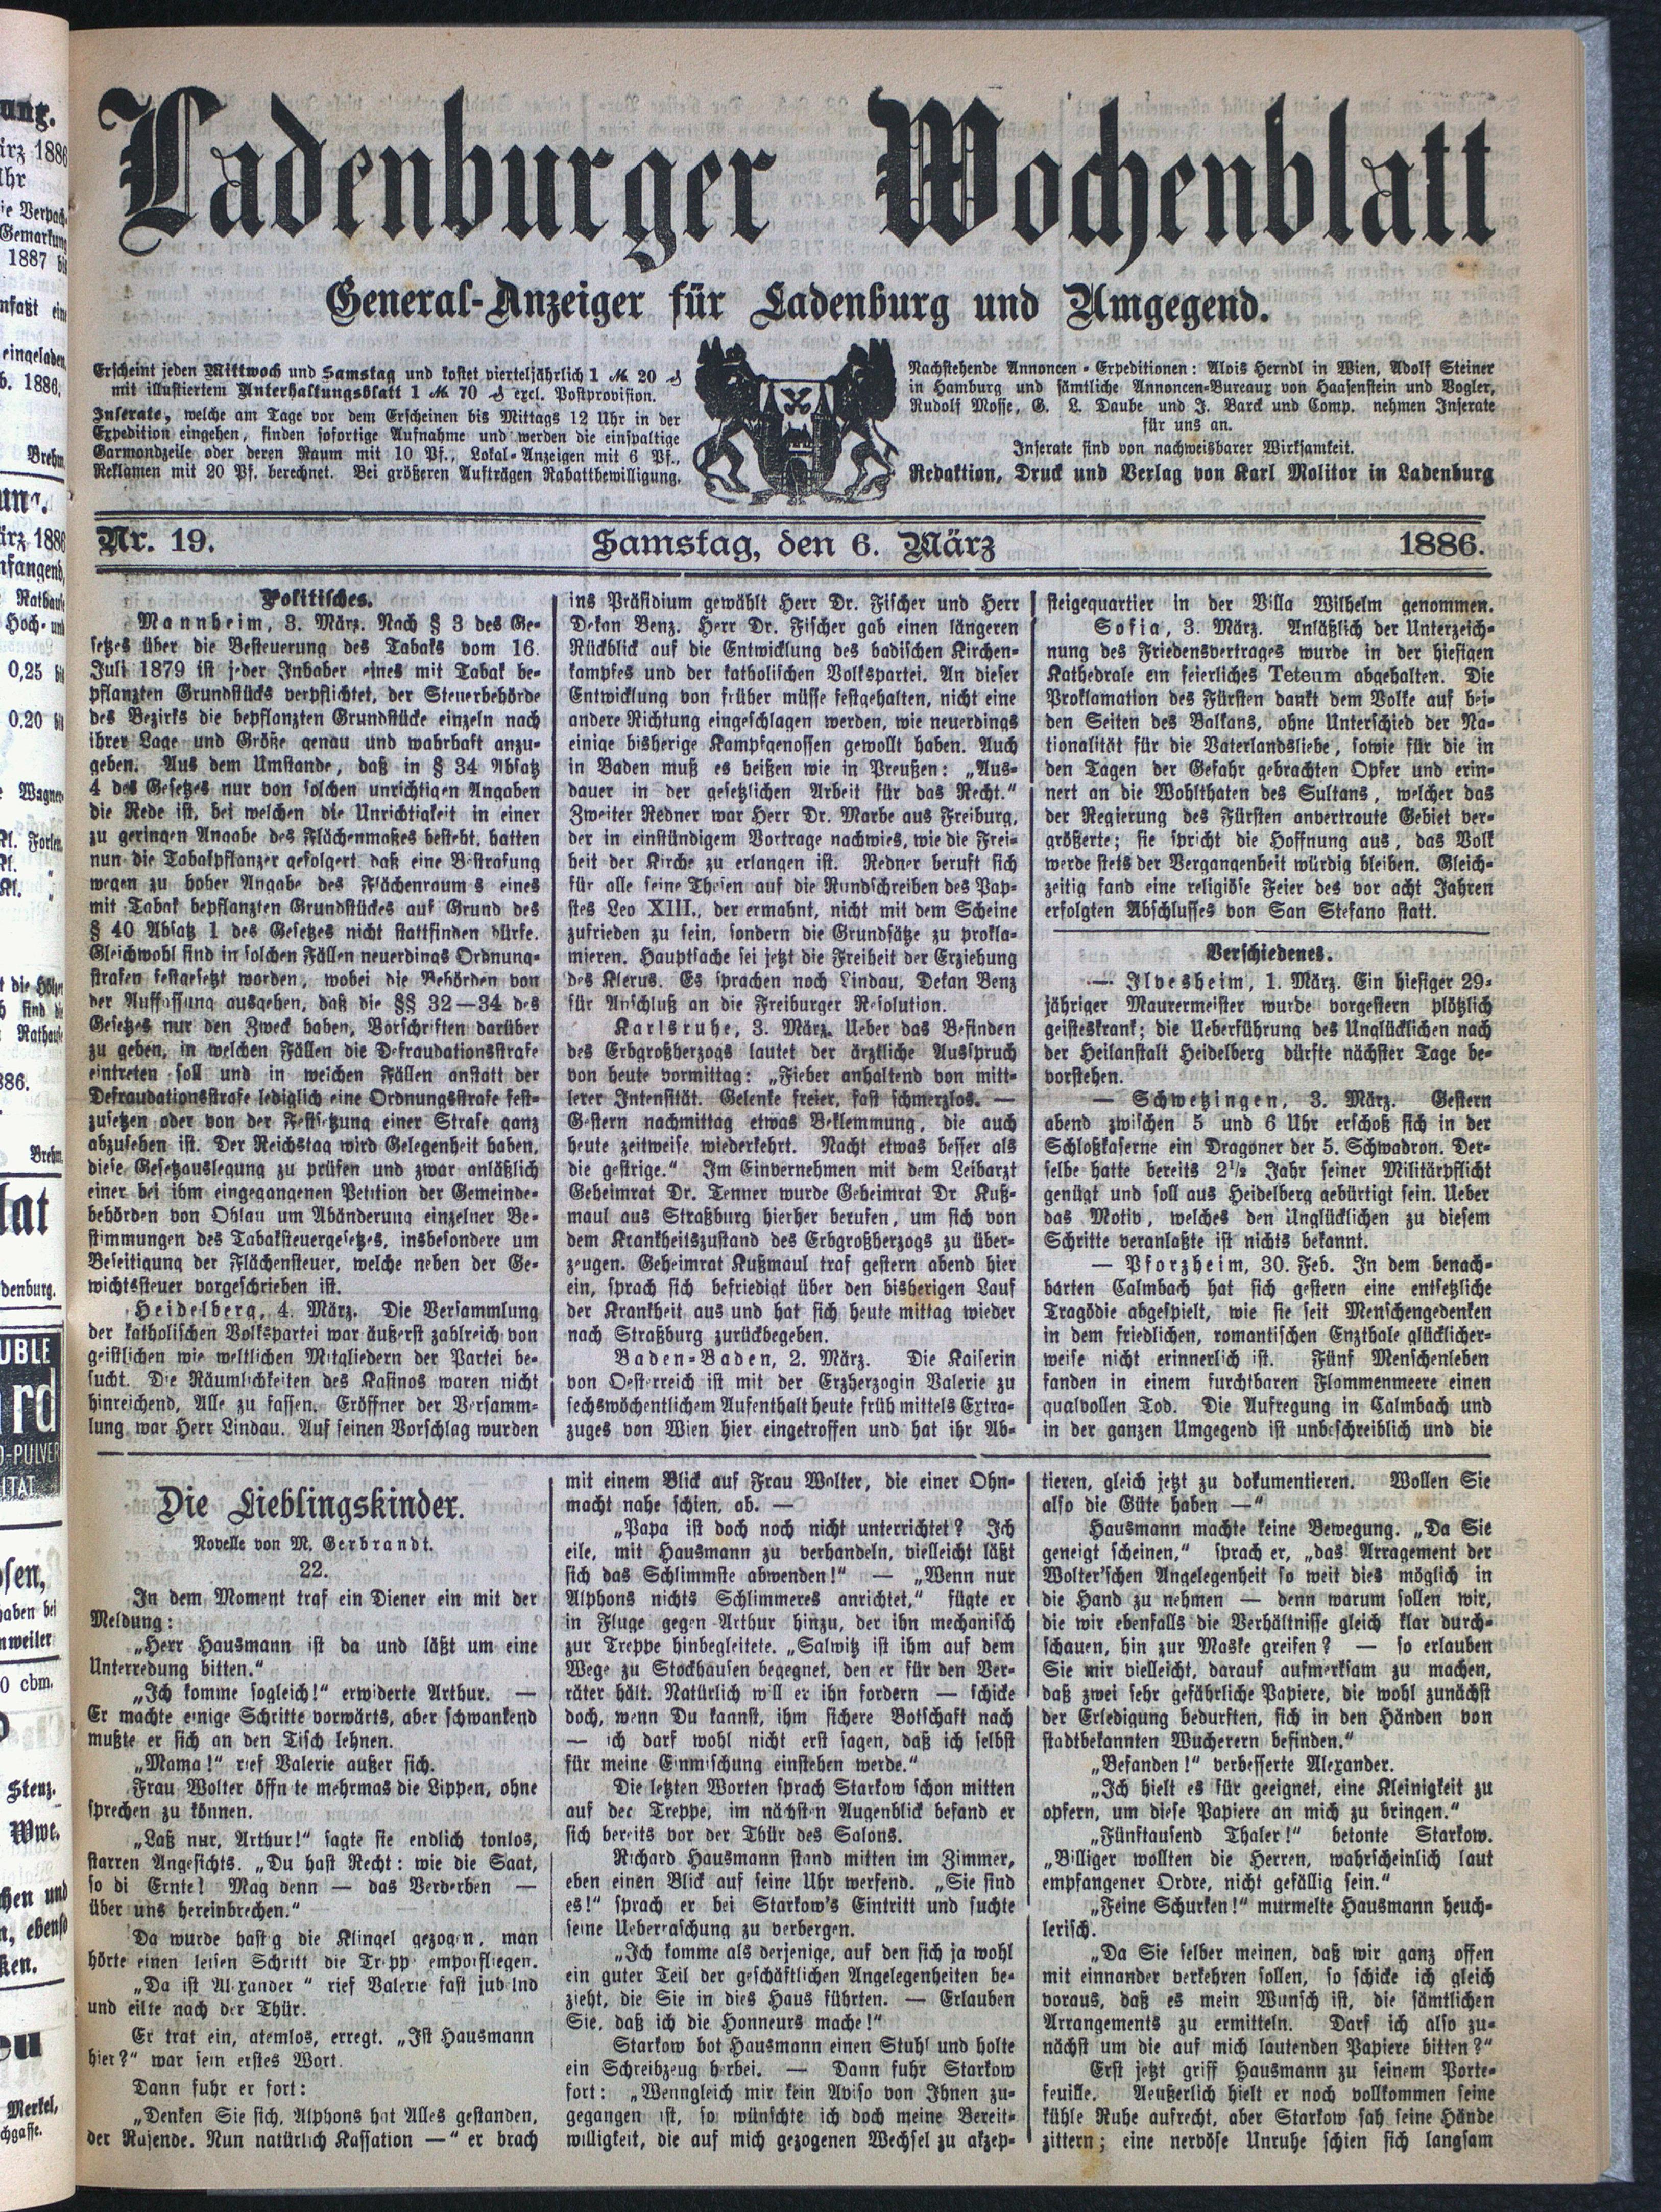 Ladenburger Wochenblatt
General-Anzeiger für Ladenburg und Umgegend.
Erscheint jeden Mittwoch und Samstag und kostet vierteljährlich 1 ℳ 20 ₰
mit illustriertem Unterhaltungsblatt 1 ℳ 70 ₰ excl. Postprovision.
Inserate, welche am Tage vor dem Erscheinen bis Mittags 12 Uhr in der
Expedition eingehen, finden sofortige Aufnahme und werden die einspaltige
Garmondzeile oder deren Raum mit 10 Pf., Lokal-Anzeigen mit 6 Pf.,
Reklamen mit 20 Pf. berechnet. Bei größeren Aufträgen Rabattbewilligung.
Nachstehende Annoncen-Expeditionen: Alois Herndl in Wien, Adolf Steiner
in Hamburg und sämtliche Annoncen-Bureaux von Haasenstein und Vogler,
Rudolf Mosse, G. L. Daube und J. Barck und Comp. nehmen Inserate
für uns an.
Inserate sind von nachweisbarer Wirksamkeit.
Redaktion, Druck und Verlag von Karl Molitor in Ladenburg
Nr. 19.
Samstag, den 6. März
1886.
Politisches.
Mannheim, 3. März. Nach § 3 des Ge-
setzes über die Besteuerung des Tabaks vom 16.
Juli 1879 ist jeder Inhaber eines mit Tabak be-
pflanzten Grundstücks verpflichtet, der Steuerbehörde
des Bezirks die bepflanzten Grundstücke einzeln nach
ihrer Lage und Größe genau und wahrhaft anzu-
geben. Aus dem Umstande, daß in § 34 Absatz
4 des Gesetzes nur von solchen unrichtigen Angaben
die Rede ist, bei welchen die Unrichtigkeit in einer
zu geringen Angabe des Flächenmaßes besteht, hatten
nun die Tabakpflanzer gefolgert daß eine Bestrafung
wegen zu hoher Angabe des Flächenraum s eines
mit Tabak bepflanzten Grundstückes auf Grund des
§ 40 Absatz 1 des Gesetzes nicht stattfinden dürfe.
Gleichwohl sind in solchen Fällen neuerdings Ordnung-
strafen festgesetzt worden, wobei die Behörden von
der Auffassung ausgehen, daß die §§ 32—34 des
Gesetzes nur den Zweck haben, Vorschriften darüber
zu geben, in welchen Fällen die Defraudationsstrafe
eintreten soll und in welchen Fällen anstatt der
Defraudationsstrafe lediglich eine Ordnungsstrafe fest-
zusetzen oder von der Festsetzung einer Strafe ganz
abzusehen ist. Der Reichstag wird Gelegenheit haben,
diese Gesetzauslegung zu prüfen und zwar anläßlich
einer bei ihm eingegangenen Petition der Gemeinde-
behörden von Ohlau um Abänderung einzelner Be-
stimmungen des Tabaksteuergesetzes, insbesondere um
Beseitigung der Flächensteuer, welche neben der Ge-
wichtssteuer vorgeschrieben ist.
Heidelberg, 4. März. Die Versammlung
der katholischen Volkspartei war äußerst zahlreich von
geistlichen wie weltlichen Mitgliedern der Partei be-
sucht. Die Räumlichkeiten des Kasinos waren nicht
hinreichend, Alle zu fassen. Eröffner der Versamm-
lung war Herr Lindau. Auf seinen Vorschlag wurden
ins Präsidium gewählt Herr Dr. Fischer und Herr
Dekan Benz. Herr Dr. Fischer gab einen längeren
Rückblick auf die Entwicklung des badischen Kirchen-
kampfes und der katholischen Volkspartei. An dieser
Entwicklung von früher müsse festgehalten, nicht eine
andere Richtung eingeschlagen werden, wie neuerdings
einige bisherige Kampfgenossen gewollt haben. Auch
in Baden muß es heißen wie in Preußen: „Aus-
dauer in der gesetzlichen Arbeit für das Recht.“
Zweiter Redner war Herr Dr. Marbe aus Freiburg,
der in einstündigem Vortrage nachwies, wie die Frei-
heit der Kirche zu erlangen ist. Redner beruft sich
für alle seine Thesen auf die Rundschreiben des Pap-
stes Leo XIII., der ermahnt, nicht mit dem Scheine
zufrieden zu sein, sondern die Grundsätze zu prokla-
mieren. Hauptsache sei jetzt die Freiheit der Erziehung
des Klerus. Es sprachen noch Lindau, Dekan Benz
für Anschluß an die Freiburger Resolution.
Karlsruhe, 3. März. Ueber das Befinden
des Erbgroßherzogs lautet der ärztliche Ausspruch
von heute vormittag: „Fieber anhaltend von mitt-
lerer Intensität. Gelenke freier, fast schmerzlos. —
Gestern nachmittag etwas Beklemmung, die auch
heute zeitweise wiederkehrt. Nacht etwas besser als
die gestrige.“ Im Einvernehmen mit dem Leibarzt
Geheimrat Dr. Tenner wurde Geheimrat Dr Kuß-
maul aus Straßburg hierher berufen, um sich von
dem Krankheitszustand des Erbgroßherzogs zu über-
zeugen. Geheimrat Kußmaul traf gestern abend hier
ein, sprach sich befriedigt über den bisherigen Lauf
der Krankheit aus und hat sich heute mittag wieder
nach Straßburg zurückbegeben.
Baden-Baden, 2. März. Die Kaiserin
von Oesterreich ist mit der Erzherzogin Valerie zu
sechswöchentlichem Aufenthalt heute früh mittels Extra-
zuges von Wien hier eingetroffen und hat ihr Ab-
steigequartier in der Villa Wilhelm genommen.
Sofia, 3. März. Anläßlich der Unterzeich-
nung des Friedensvertrages wurde in der hiesigen
Kathedrale ein feierliches Teteum abgehalten. Die
Proklamation des Fürsten dankt dem Volke auf bei-
den Seiten des Balkans, ohne Unterschied der Na-
tionalität für die Vaterlandsliebe, sowie für die in
den Tagen der Gefahr gebrachten Opfer und erin-
nert an die Wohlthaten des Sultans, welcher das
der Regierung des Fürsten anvertraute Gebiet ver-
größerte; sie spricht die Hoffnung aus, das Volk
werde stets der Vergangenheit würdig bleiben. Gleich-
zeitig fand eine religiöse Feier des vor acht Jahren
erfolgten Abschlusses von San Stefano statt.
Verschiedenes.
— Ilvesheim, 1. März. Ein hiesiger 29-
jähriger Maurermeister wurde vorgestern plötzlich
geisteskrank; die Ueberführung des Unglücklichen nach
der Heilanstalt Heidelberg dürfte nächster Tage be-
vorstehen.
— Schwetzingen, 3. März. Gestern
abend zwischen 5 und 6 Uhr erschoß sich in der
Schloßkaserne ein Dragoner der 5. Schwadron. Der-
selbe hatte bereits 2½ Jahr seiner Militärpflicht
genügt und soll aus Heidelberg gebürtigt sein. Ueber
das Motiv, welches den Unglücklichen zu diesem
Schritte veranlaßte ist nichts bekannt.
— Pforzheim, 30. Feb. In dem benach-
barten Calmbach hat sich gestern eine entsetzliche
Tragödie abgespielt, wie sie seit Menschengedenken
in dem friedlichen, romantischen Enzthale glücklicher-
weise nicht erinnerlich ist. Fünf Menschenleben
fanden in einem furchtbaren Flammenmeere einen
qualvollen Tod. Die Aufregung in Calmbach und
in der ganzen Umgegend ist unbeschreiblich und die
Die Lieblingskinder.
Novelle von M. Gerbrandt.
22.
In dem Moment traf ein Diener ein mit der
Meldung:
„Herr Hausmann ist da und läßt um eine
Unterredung bitten.“
„Ich komme sogleich!“ erwiderte Arthur. —
Er machte einige Schritte vorwärts, aber schwankend
mußte er sich an den Tisch lehnen.
„Mama!“ rief Valerie außer sich.
Frau Wolter öffn te mehrmas die Lippen, ohne
sprechen zu können.
„Laß nur, Arthur!“ sagte sie endlich tonlos,
starren Angesichts. „Du hast Recht: wie die Saat,
so di Ernte! Mag denn — das Verderben —
über uns hereinbrechen.“
Da wurde hast g die Klingel gezogen, man
hörte einen leisen Schritt die Tr pp emporfliegen.
„Da ist Al xander “ rief Valerie fast jub lnd
und eilte nach der Thür.
Er trat ein, atemlos, erregt. „Ist Hausmann
hier?“ war sein erstes Wort.
Dann fuhr er fort:
„Denken Sie sich, Alphons hat Alles gestanden,
der Rasende. Nun natürlich Kassation —“ er brach
mit einem Blick auf Frau Wolter, die einer Ohn-
macht nahe schien, ab. —
„Papa ist doch noch nicht unterrichtet? Ich
eile, mit Hausmann zu verhandeln, vielleicht läßt
sich das Schlimmste abwenden!“ — „Wenn nur
Alphons nichts Schlimmeres anrichtet,“ fügte er
in Fluge gegen Arthur hinzu, der ihn mechanisch
zur Treppe hinbegleitete. „Salwitz ist ihm auf dem
Wege zu Stockhausen begegnet, den er für den Ver-
räter hält. Natürlich will er ihn fordern — schicke
doch, wenn Du kannst, ihm sichere Botschaft nach
— ich darf wohl nicht erst sagen, daß ich selbst
für meine Einmischung einstehen werde.“
Die letzten Worten sprach Starkow schon mitten
auf der Treppe, im nächsten Augenblick befand er
sich bereits vor der Thür des Salons.
Richard Hausmann stand mitten im Zimmer,
eben einen Blick auf seine Uhr werfend. „Sie sind
es!“ sprach er bei Starkow's Eintritt und suchte
seine Ueberraschung zu verbergen.
„Ich komme als derjenige, auf den sich ja wohl
ein guter Teil der geschäftlichen Angelegenheiten be-
zieht, die Sie in dies Haus führten. — Erlauben
Sie, daß ich die Honneurs mache!“
Starkow bot Hausmann einen Stuhl und holte
ein Schreibzeug herbei. — Dann fuhr Starkow
fort: „Wenngleich mir kein Aviso von Ihnen zu-
gegangen ist, so wünschte ich doch meine Bereit-
willigkeit, die auf mich gezogenen Wechsel zu akzep-
tieren, gleich jetzt zu dokumentieren. Wollen Sie
also die Güte haben —“
Hausmann machte keine Bewegung. „Da Sie
geneigt scheinen,“ sprach er, „das Arragement der
Wolter'schen Angelegenheit so weit dies möglich in
die Hand zu nehmen — denn warum sollen wir,
die wir ebenfalls die Verhältnisse gleich klar durch-
schauen, hin zur Maske greifen? — so erlauben
Sie mir vielleicht, darauf aufmerksam zu machen,
daß zwei sehr gefährliche Papiere, die wohl zunächst
der Erledigung bedurften, sich in den Händen von
stadtbekannten Wucherern befinden.“
„Befanden!“ verbesserte Alexander.
„Ich hielt es für geeignet, eine Kleinigkeit zu
opfern, um diese Papiere an mich zu bringen.“
„Fünftausend Thaler!“ betonte Starkow.
„Billiger wollten die Herren, wahrscheinlich laut
empfangener Ordre, nicht gefällig sein.“
„Feine Schurken!“ murmelte Hausmann heuch-
lerisch.
„Da Sie selber meinen, daß wir ganz offen
mit einnander verkehren sollen, so schicke ich gleich
voraus, daß es mein Wunsch ist, die sämtlichen
Arrangements zu ermitteln. Darf ich also zu-
nächst um die auf mich lautenden Papiere bitten?“
Erst jetzt griff Hausmann zu seinem Porte-
feuille. Aeußerlich hielt er noch vollkommen seine
kühle Ruhe aufrecht, aber Starkow sah seine Hände
zittern; eine nervöse Unruhe schien sich langsam